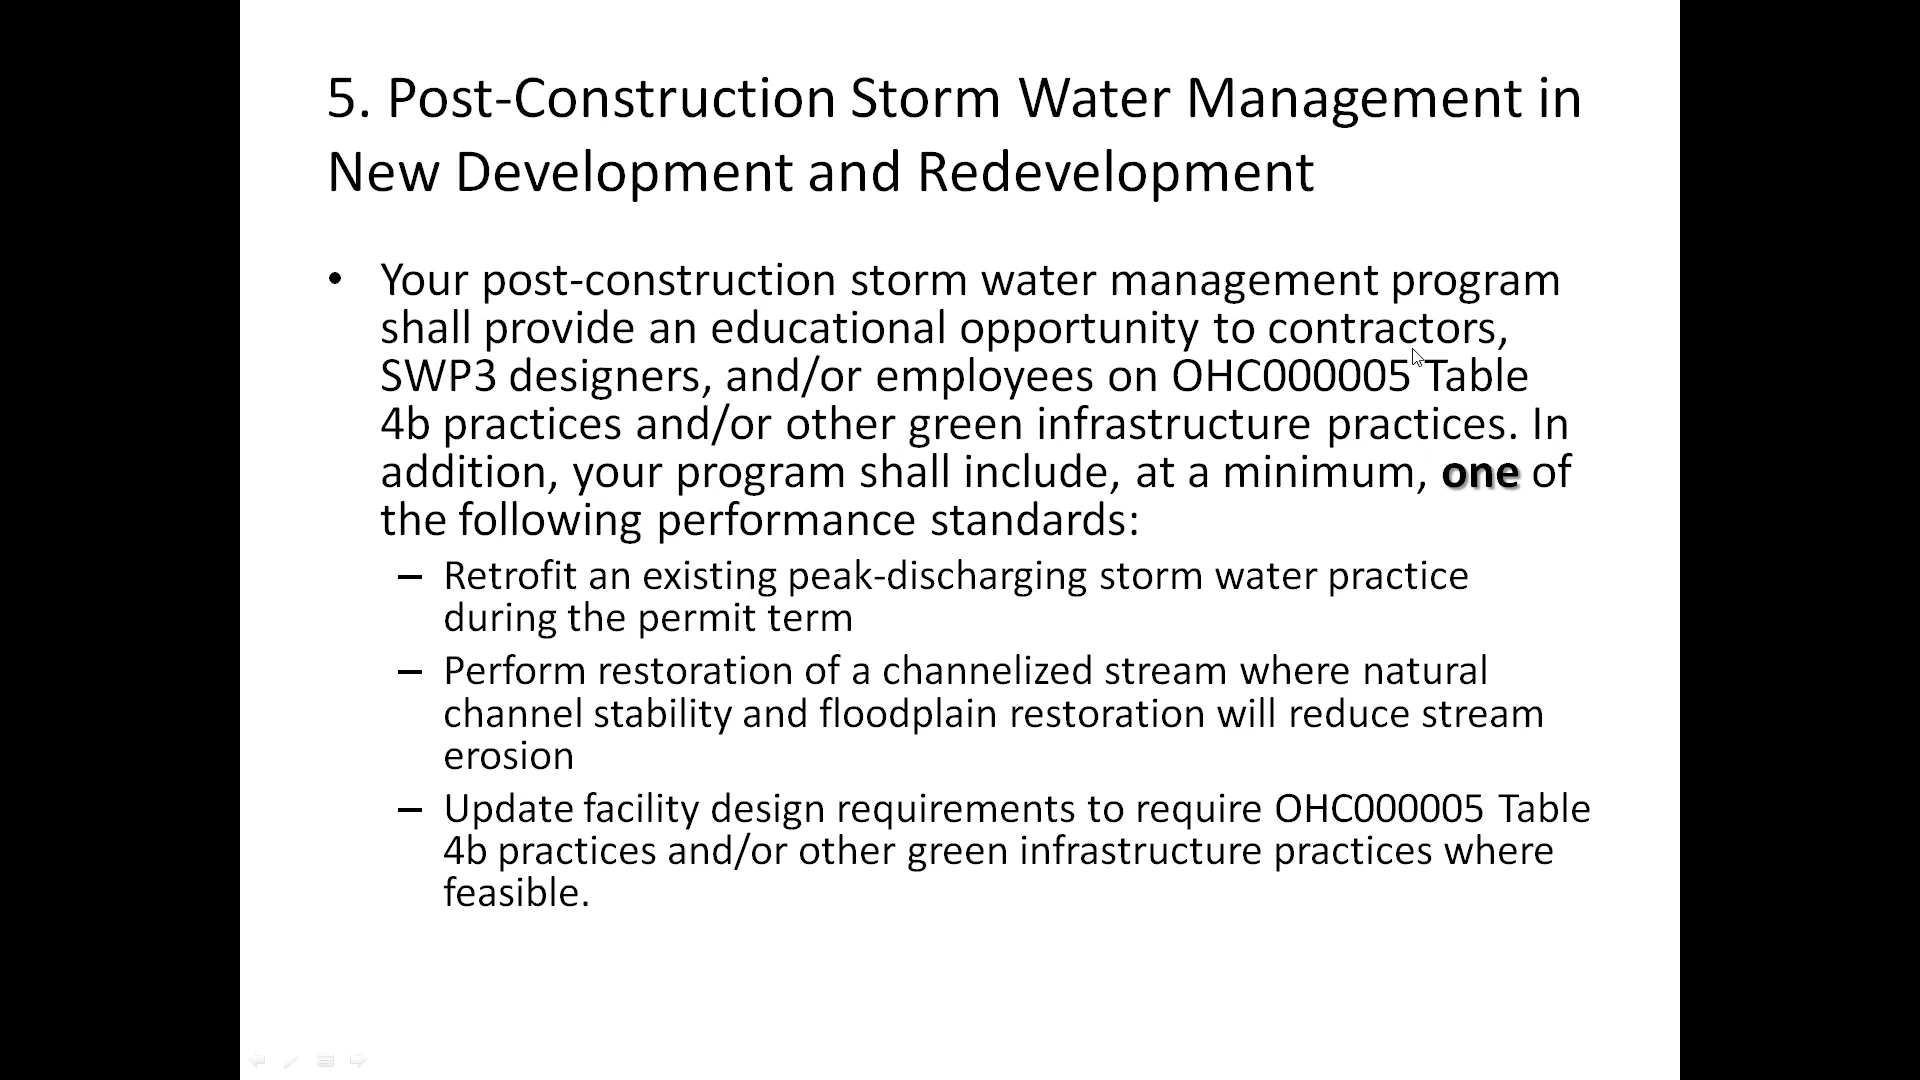 5. Post-Construction Storm Water Management in
New Development and Redevelopment
• Your post-construction storm water management program
shall provide an educational opportunity to contractors,
SWP3 designers, and/or employees on OHC000005 Table
4b practices and/or other green infrastructure practices. In
addition, your program shall include, at a minimum, one of
the following performance standards:
– Retrofit an existing peak-discharging storm water practice
during the permit term
– Perform restoration of a channelized stream where natural
channel stability and floodplain restoration will reduce stream
erosion
– Update facility design requirements to require OHC000005 Table
4b practices and/or other green infrastructure practices where
feasible.